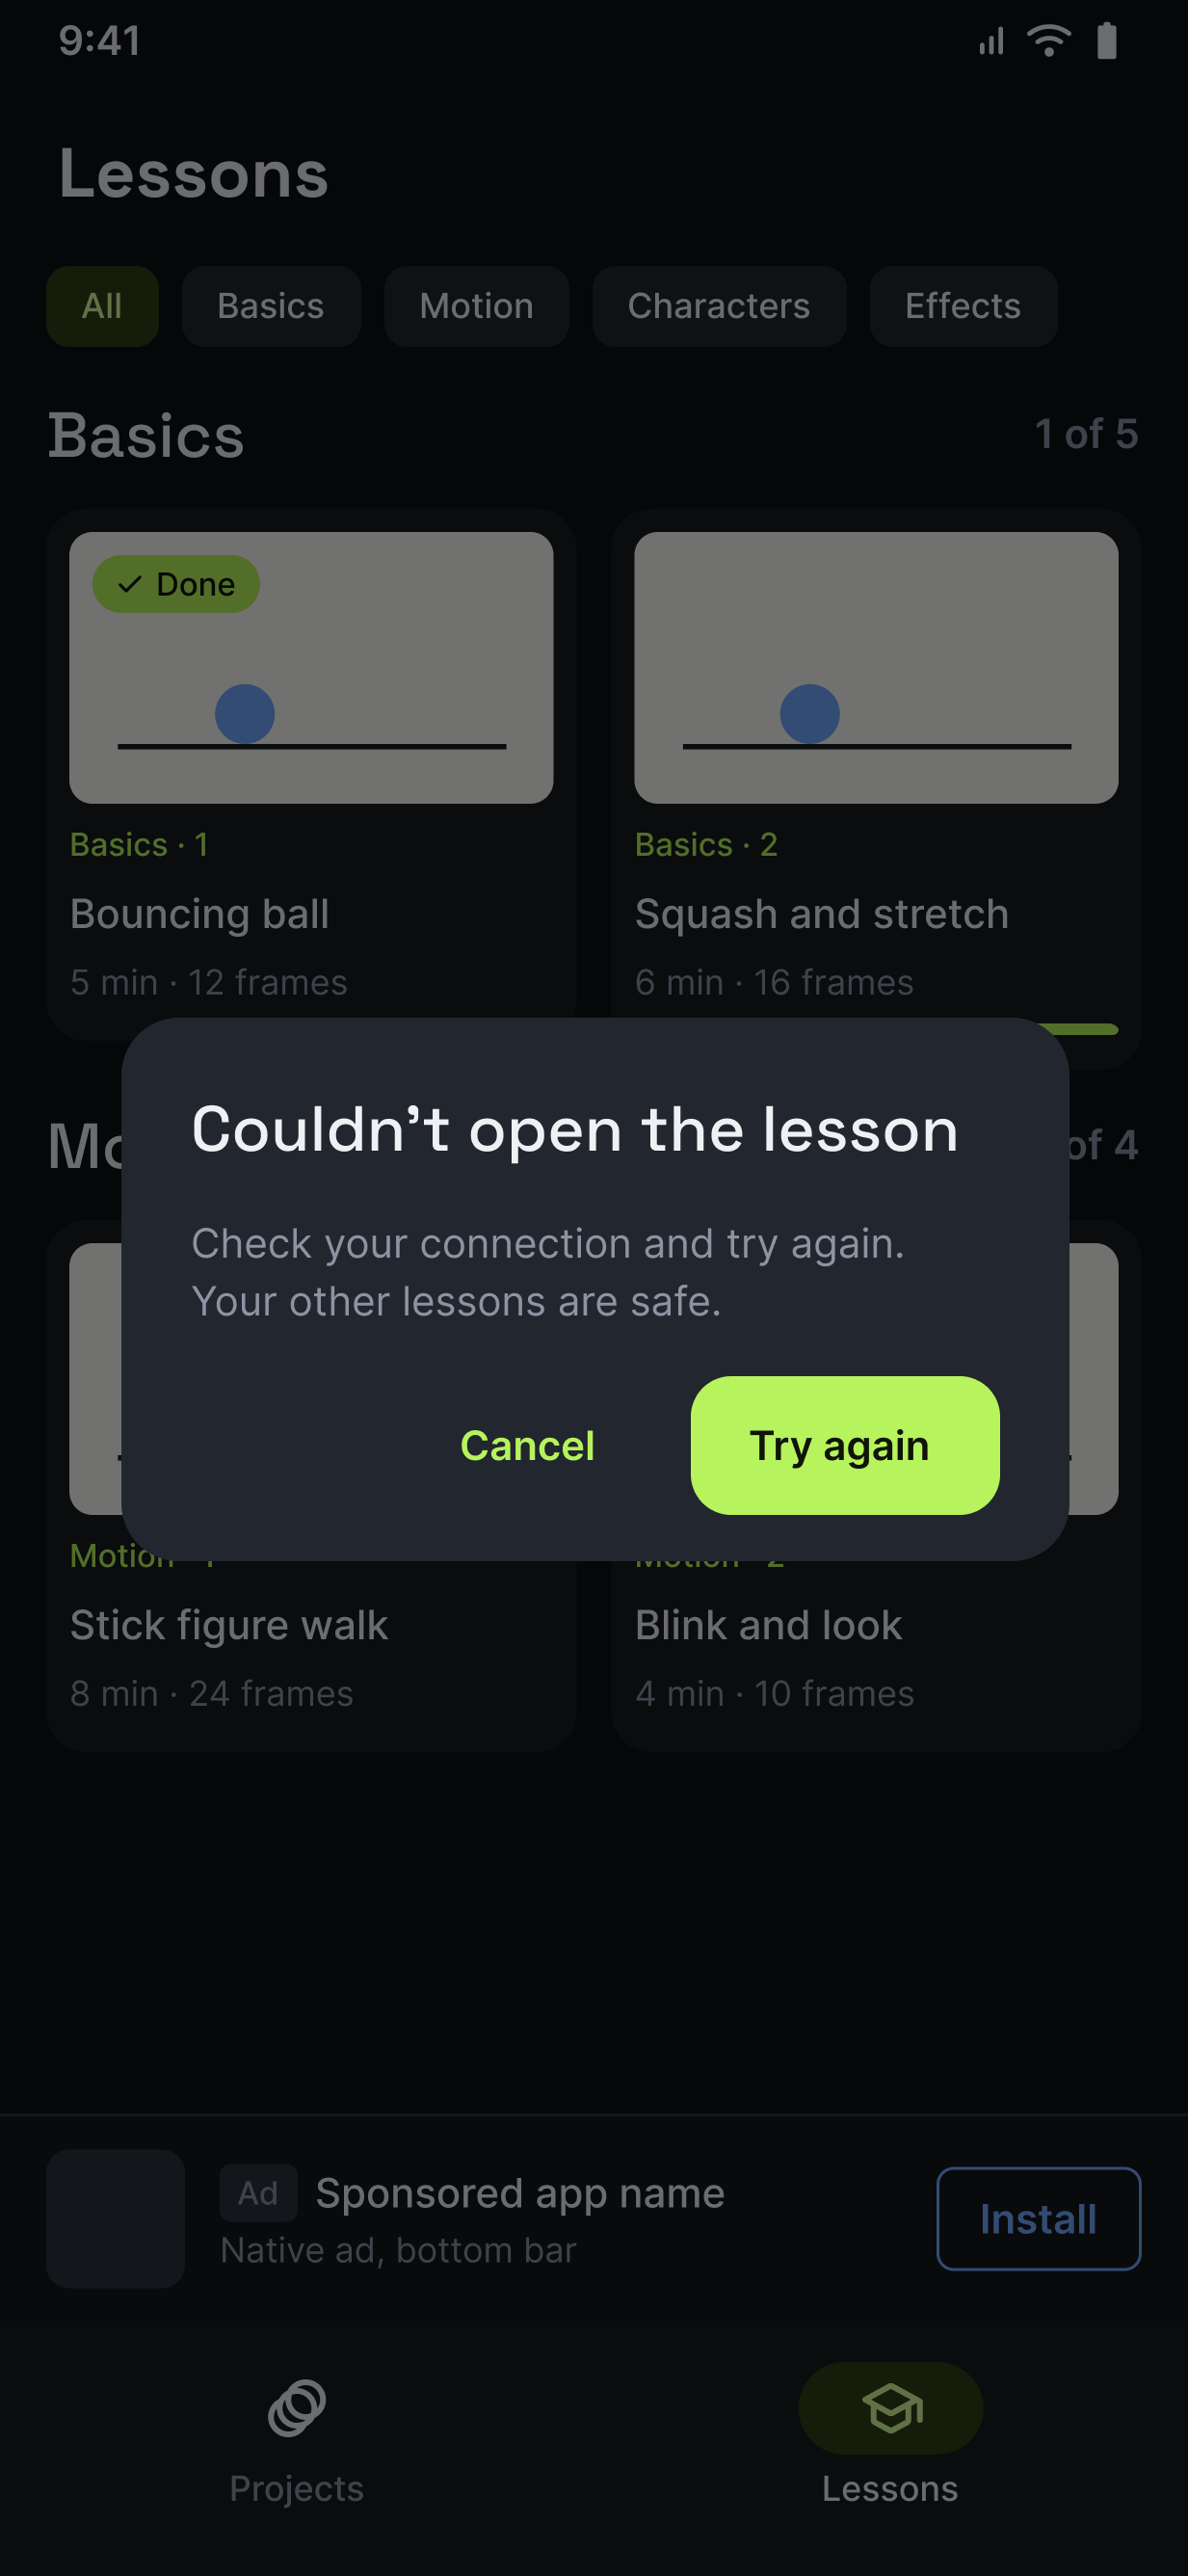 9:41
Lessons
All Basics Motion Characters Effects
Basics 1 of 5
Done
Basics · 1 Basics · 2
Bouncing ball Squash and stretch
5 min · 12 frames 6 min · 16 frames
of 4
Couldn't open the lesson
Check your connection and try again.
Your other lessons are safe.
Cancel Try again
Motion Motion
Stick figure walk Blink and look
8 min · 24 frames 4 min · 10 frames
Ad Sponsored app name
Native ad, bottom bar
Install
Projects Lessons